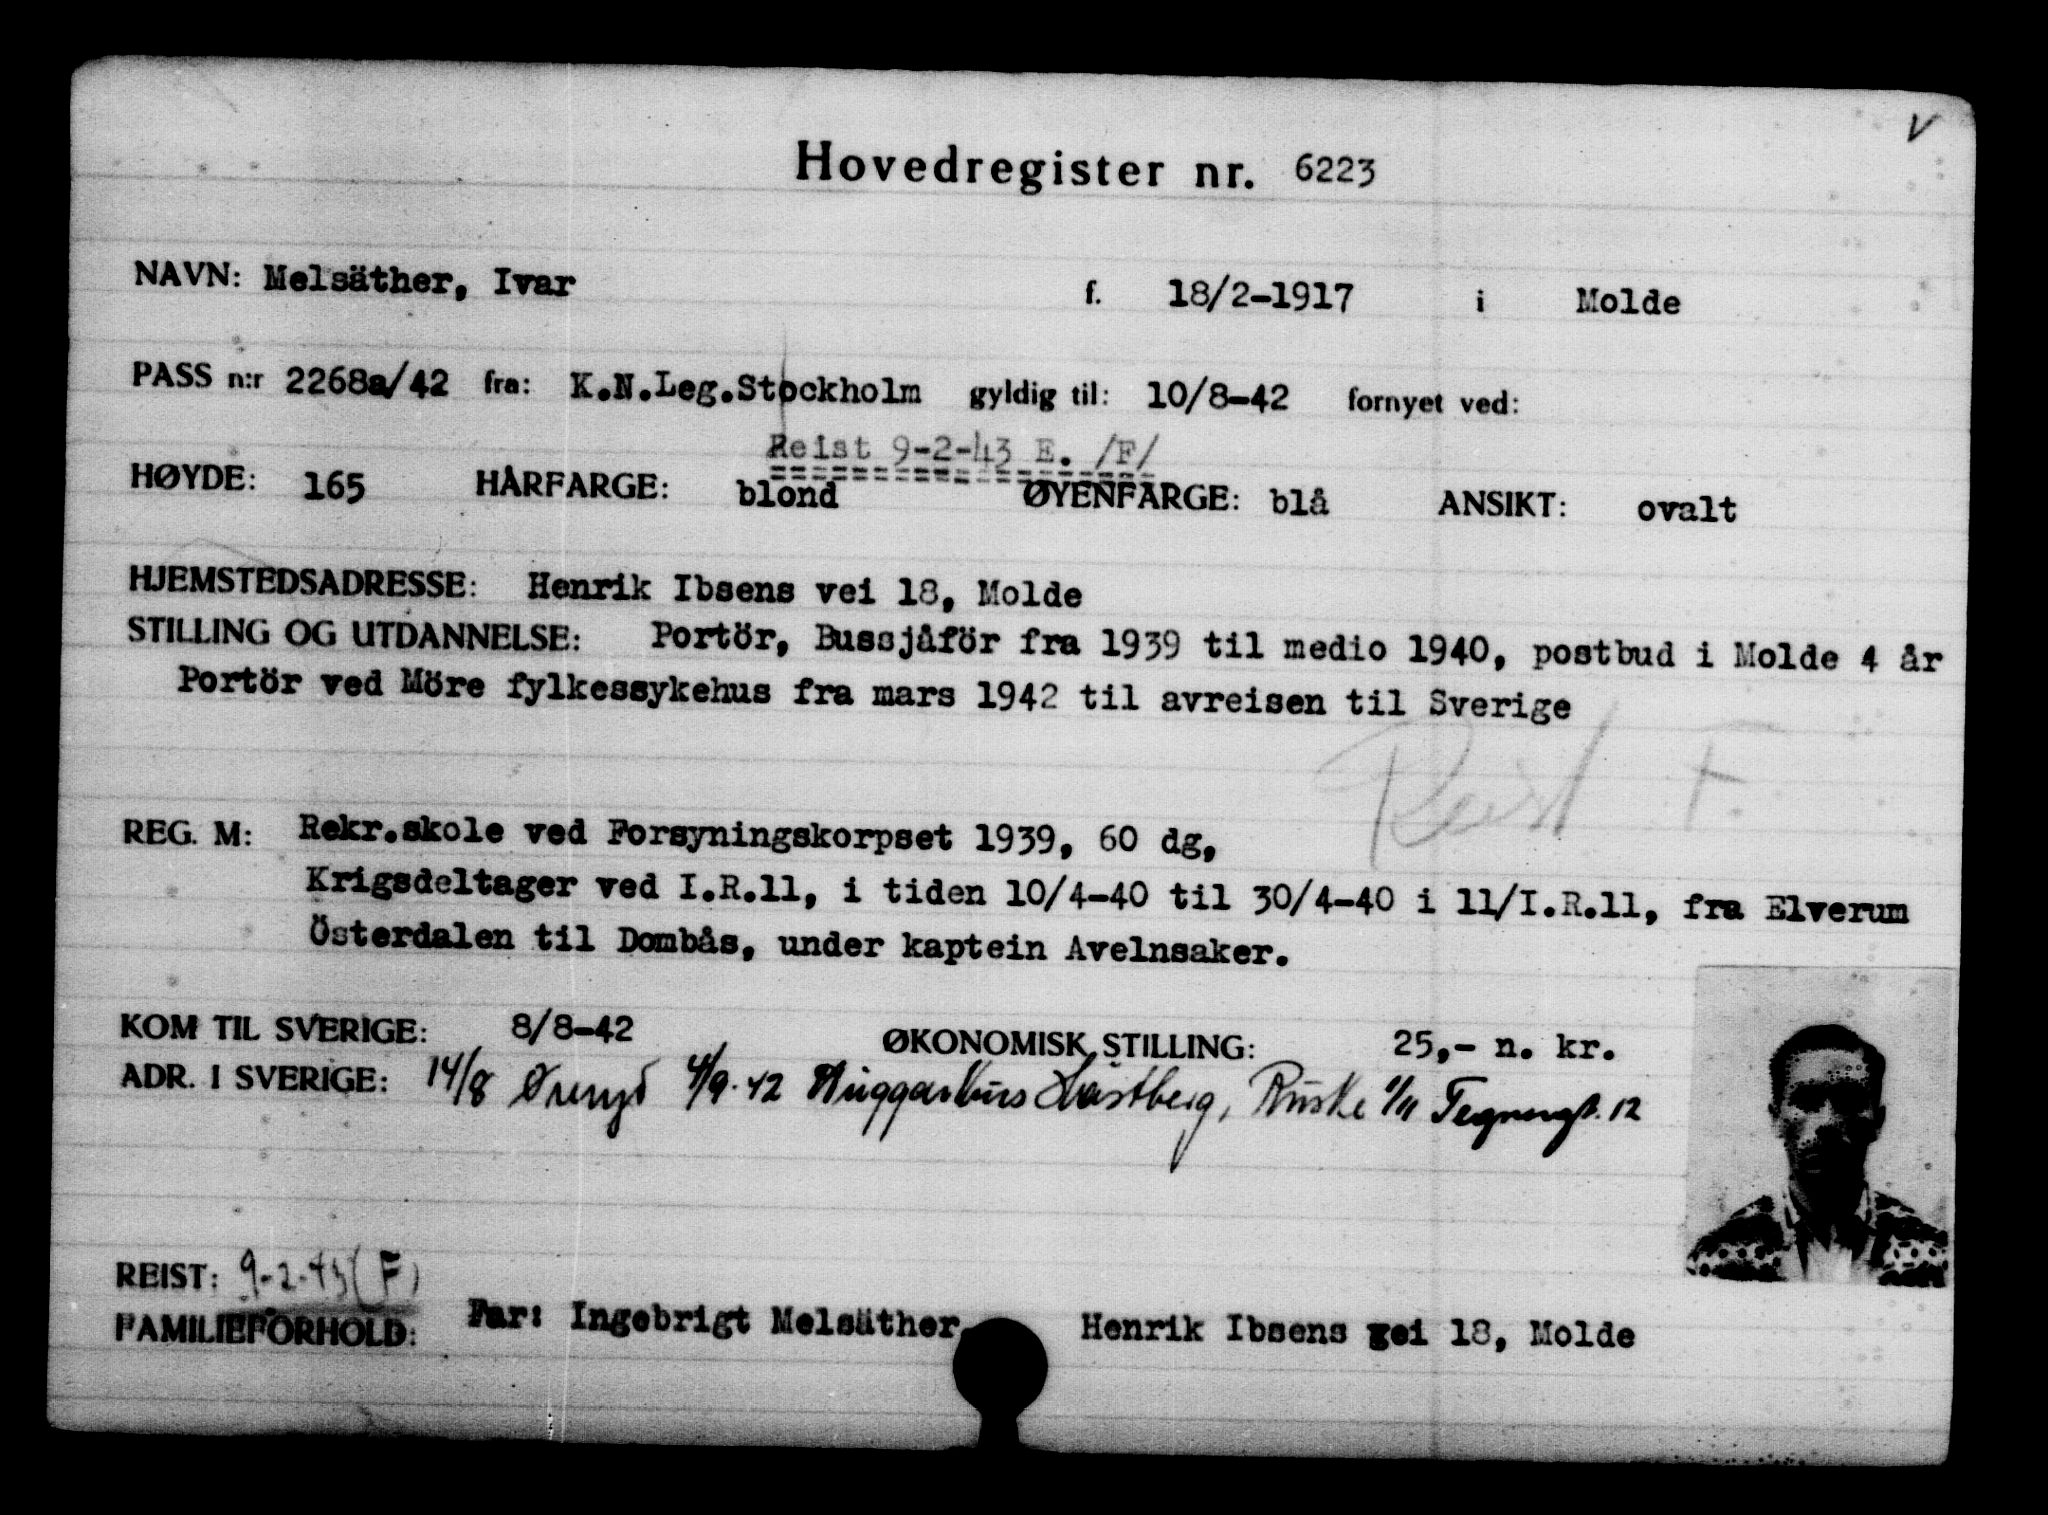 V
Hovedregister nr. 6223
NAVN: Melsäther, Ivar f. 18/2-1917 i Molde
PASS n:r 2268a/42 fra: K.N.Leg.Stockholm gyldig til: 10/8-42 fornyet ved:
Reist 9-2-43 E. /F/
HØYDE: 165 HÅRFARGE: blond ØYENFARGE: blå ANSIKT: ovalt
HJEMSTEDSADRESSE: Henrik Ibsens vei 18, Molde
STILLING OG UTDANNELSE: Portör, Bussjåför fra 1939 til medio 1940, postbud i Molde 4 år
Portör ved Möre fylkessykehus fra mars 1942 til avreisen til Sverige
Reist F.
REG. M: Rekr.skole ved Forsyningskorpset 1939, 60 dg,
Krigsdeltager ved I.R.11, i tiden 10/4-40 til 30/4-40 i 11/I.R.11, fra Elverum
Österdalen til Dombås, under kaptein Avelnsaker.
KOM TIL SVERIGE: 8/8-42 ØKONOMISK STILLING: 25,- n. kr.
ADR. I SVERIGE: 14/8 4/9-42 Huggarkurs 1/11 Tegnergt. 12
REIST: 9-2-43 (F)
FAMILIEFORHOLD: Far: Ingebrigt Melsäther, Henrik Ibsens gei 18, Molde